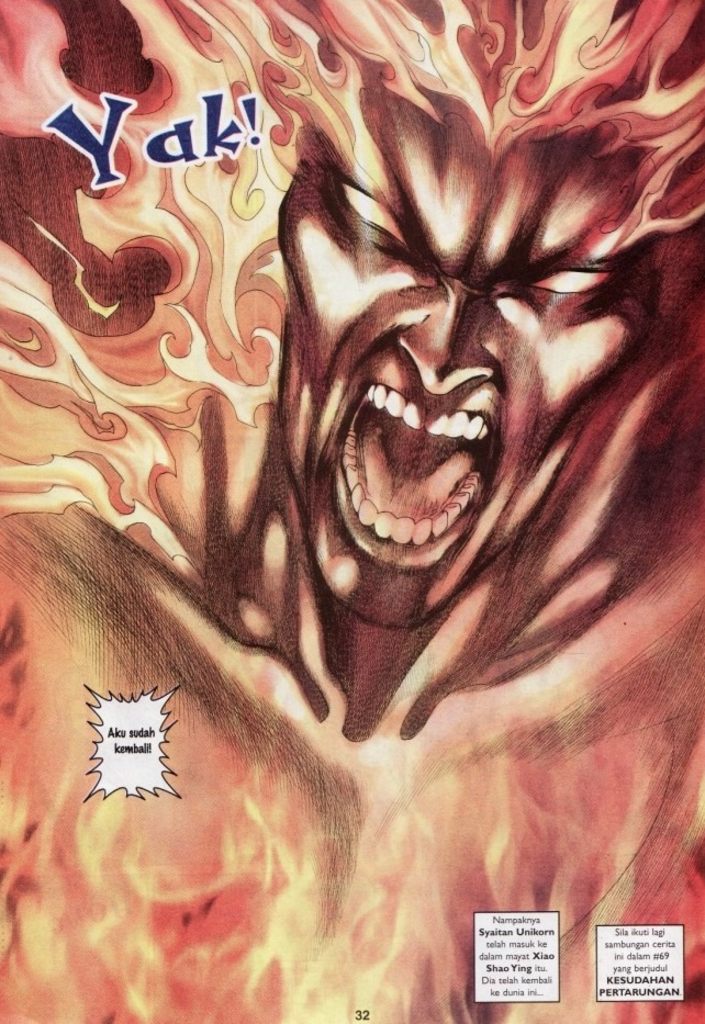 Yak!
Aku sudah
kembali!
Nampaknya
Syaitan Unikorn
telah masuk ke
dalam mayat Xiao
Shao Ying itu.
Dia telah kembali
ke dunia ini...
Sila ikuti lagi
sambungan cerita
ini dalam #69
yang berjudul
KESUDAHAN
PERTARUNGAN.
32